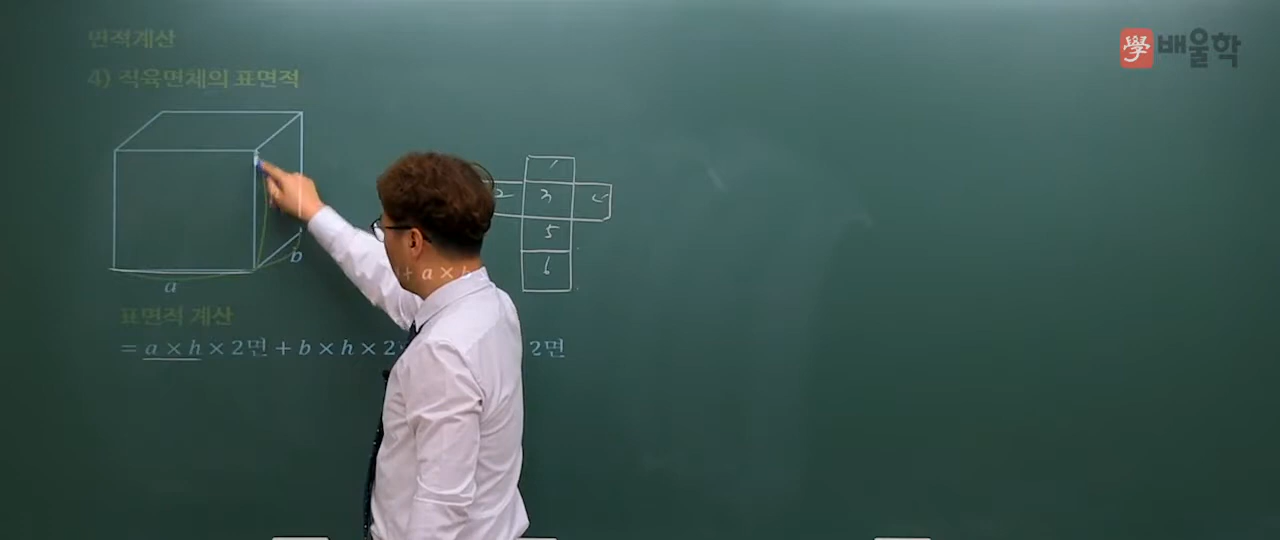 면적계산
學 배울학
4) 직육면체의 표면적
1
2 3
5
6
b
+ a × b
a
표면적 계산
= a × h × 2면 + b × h × 2 2면